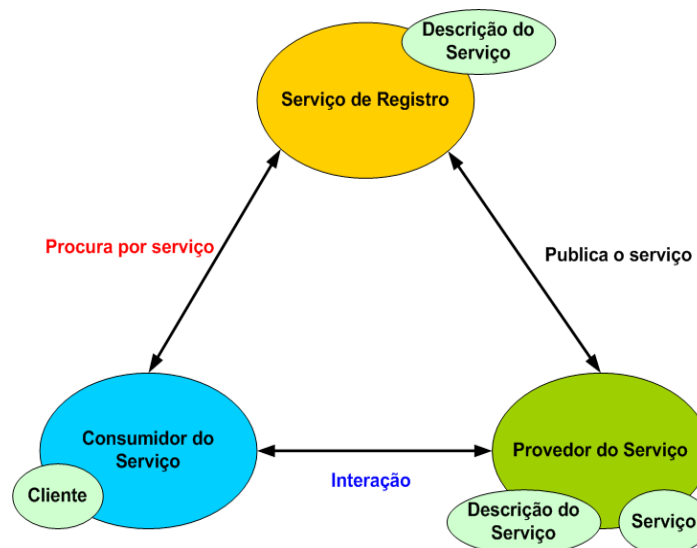 Descrição do
Serviço
Serviço de Registro
Procura por serviço
Publica o serviço
Consumidor do
Serviço
Provedor do Serviço
Interação
Cliente
Descrição do
Serviço
Serviço